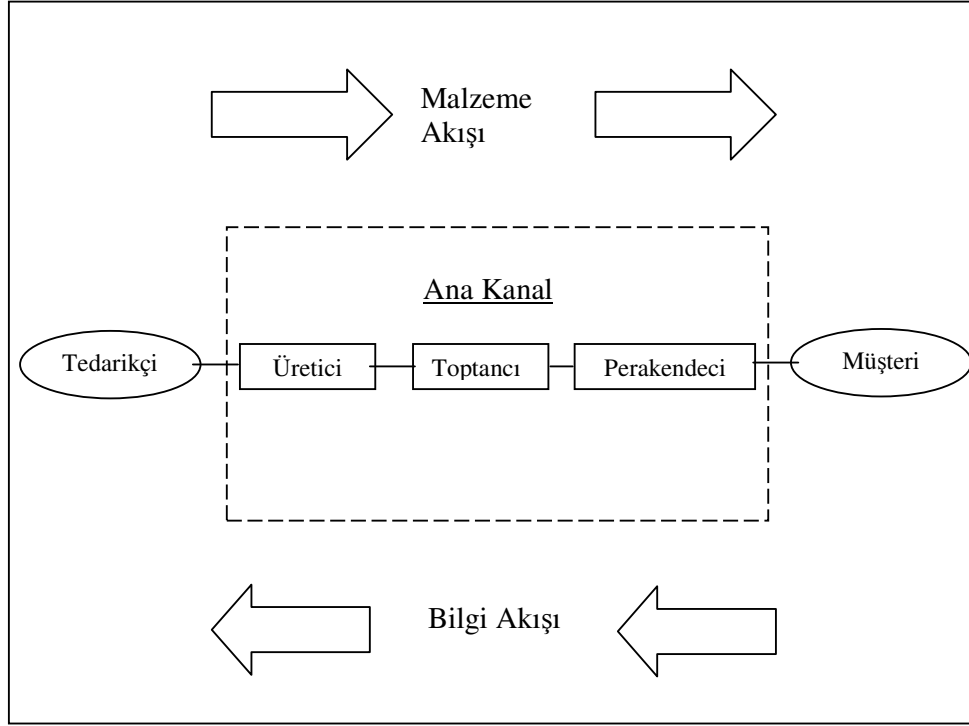 Malzeme
Akışı
Ana Kanal
Tedarikçi Üretici Toptancı Perakendeci Müşteri
Bilgi Akışı